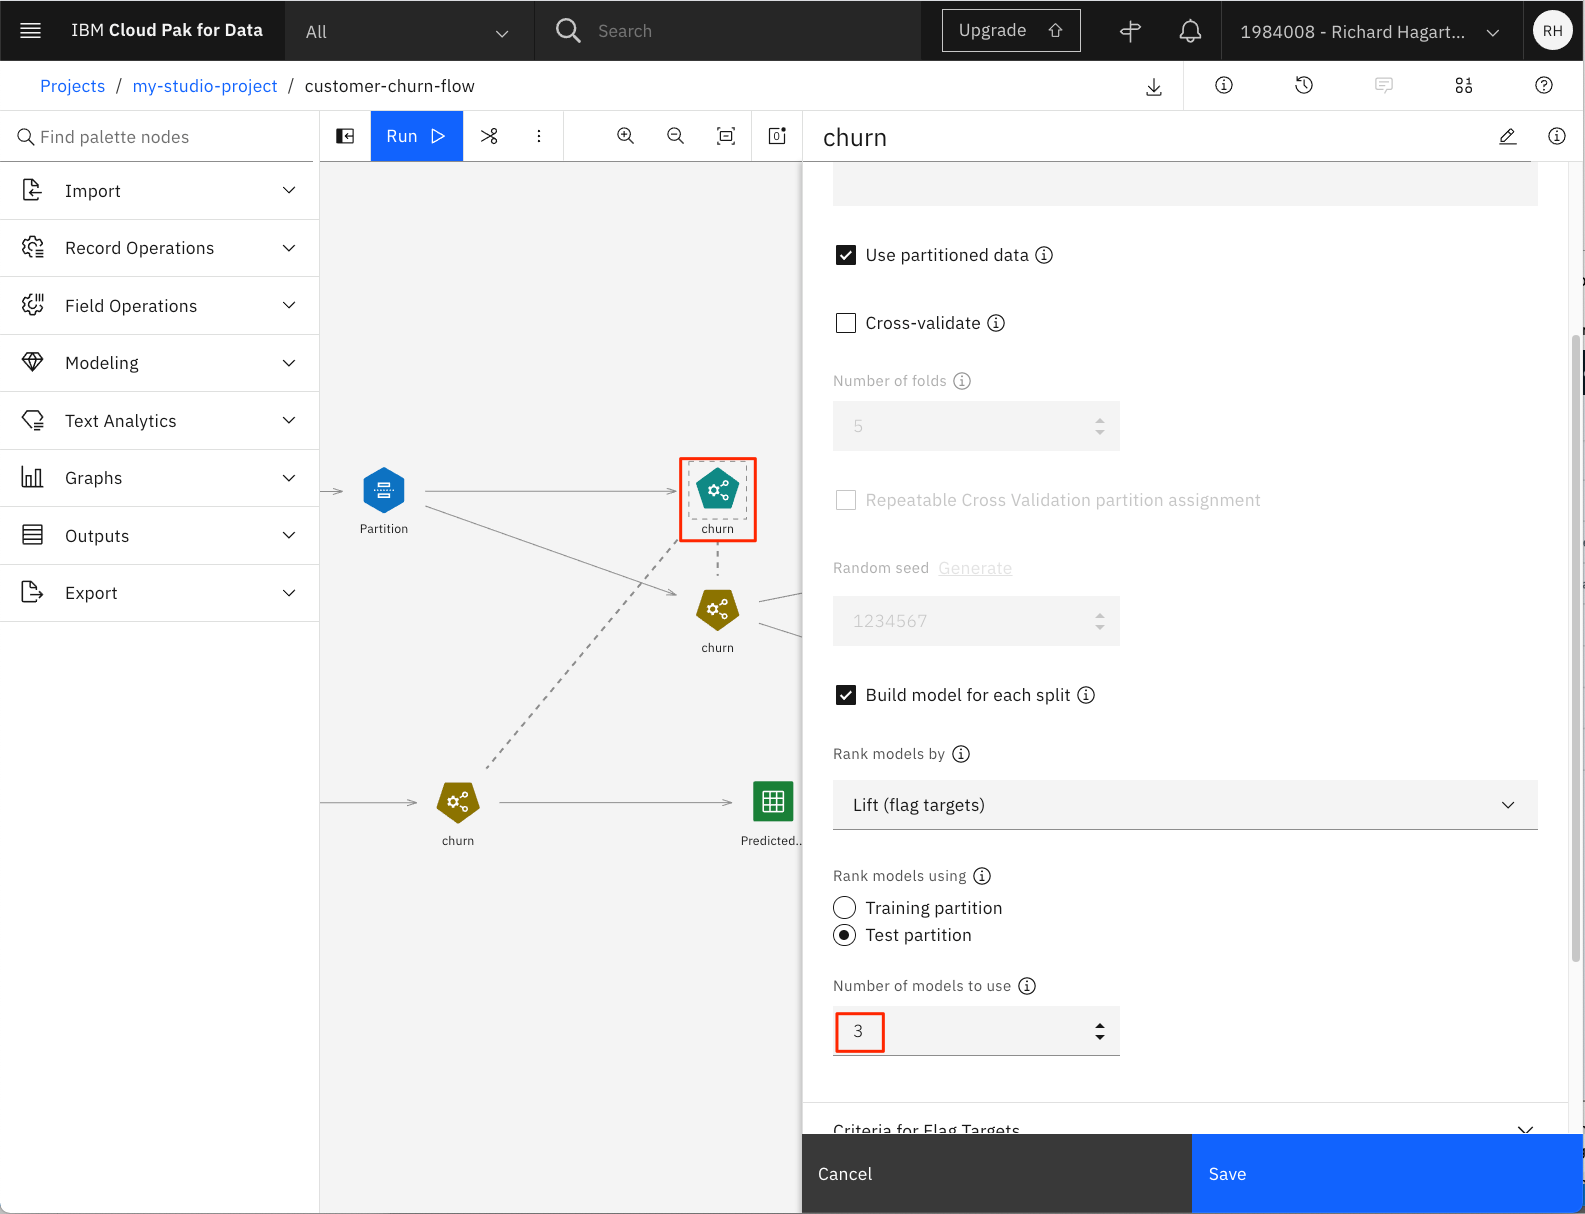 IBM Cloud Pak for Data
All
Search
Upgrade
1984008 - Richard Hagart...
RH
Projects / my-studio-project / customer-churn-flow
Find palette nodes
Run
churn
Import
Record Operations
Field Operations
Modeling
Text Analytics
Graphs
Outputs
Export
Partition
churn
churn
churn
Predicted...
Use partitioned data
Cross-validate
Number of folds
5
Repeatable Cross Validation partition assignment
Random seed Generate
1234567
Build model for each split
Rank models by
Lift (flag targets)
Rank models using
Training partition
Test partition
Number of models to use
3
Criteria for Flag Targets
Cancel
Save